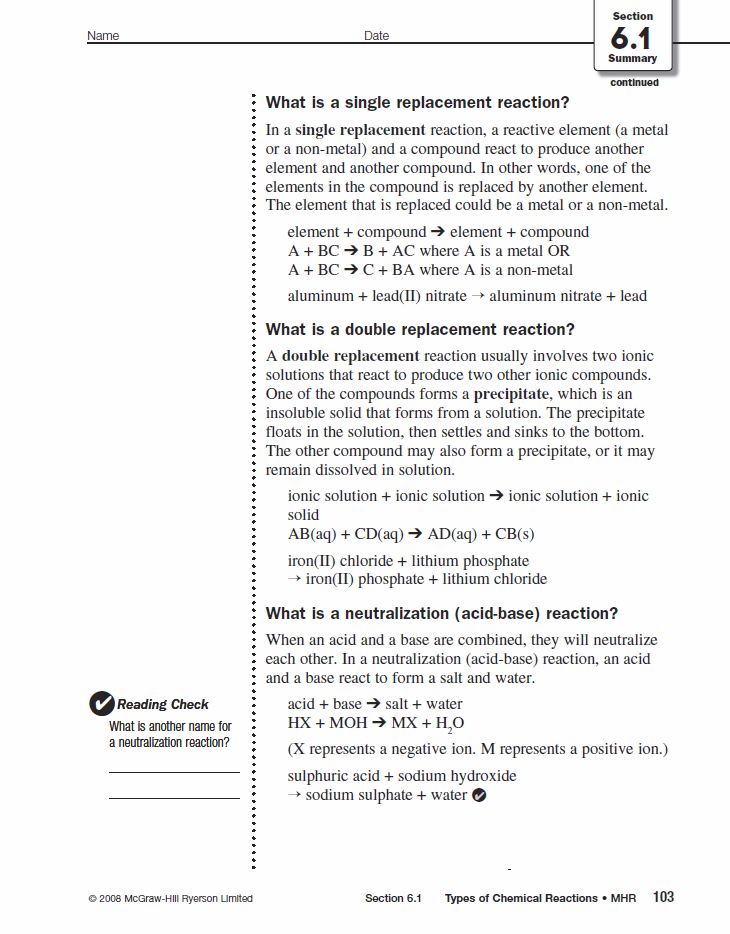 Name
Date
Section
6.1
Summary
continued
What is a single replacement reaction?
In a single replacement reaction, a reactive element (a metal
or a non-metal) and a compound react to produce another
element and another compound. In other words, one of the
elements in the compound is replaced by another element.
The element that is replaced could be a metal or a non-metal.
element + compound ➔ element + compound
A + BC ➔ B + AC where A is a metal OR
A + BC ➔ C + BA where A is a non-metal
aluminum + lead(II) nitrate → aluminum nitrate + lead
What is a double replacement reaction?
A double replacement reaction usually involves two ionic
solutions that react to produce two other ionic compounds.
One of the compounds forms a precipitate, which is an
insoluble solid that forms from a solution. The precipitate
floats in the solution, then settles and sinks to the bottom.
The other compound may also form a precipitate, or it may
remain dissolved in solution.
ionic solution + ionic solution ➔ ionic solution + ionic
solid
AB(aq) + CD(aq) ➔ AD(aq) + CB(s)
iron(II) chloride + lithium phosphate
→ iron(II) phosphate + lithium chloride
What is a neutralization (acid-base) reaction?
When an acid and a base are combined, they will neutralize
each other. In a neutralization (acid-base) reaction, an acid
and a base react to form a salt and water.
acid + base ➔ salt + water
HX + MOH ➔ MX + H₂O
(X represents a negative ion. M represents a positive ion.)
sulphuric acid + sodium hydroxide
→ sodium sulphate + water ✔
✔ Reading Check
What is another name for
a neutralization reaction?
© 2008 McGraw-Hill Ryerson Limited
Section 6.1 Types of Chemical Reactions • MHR 103